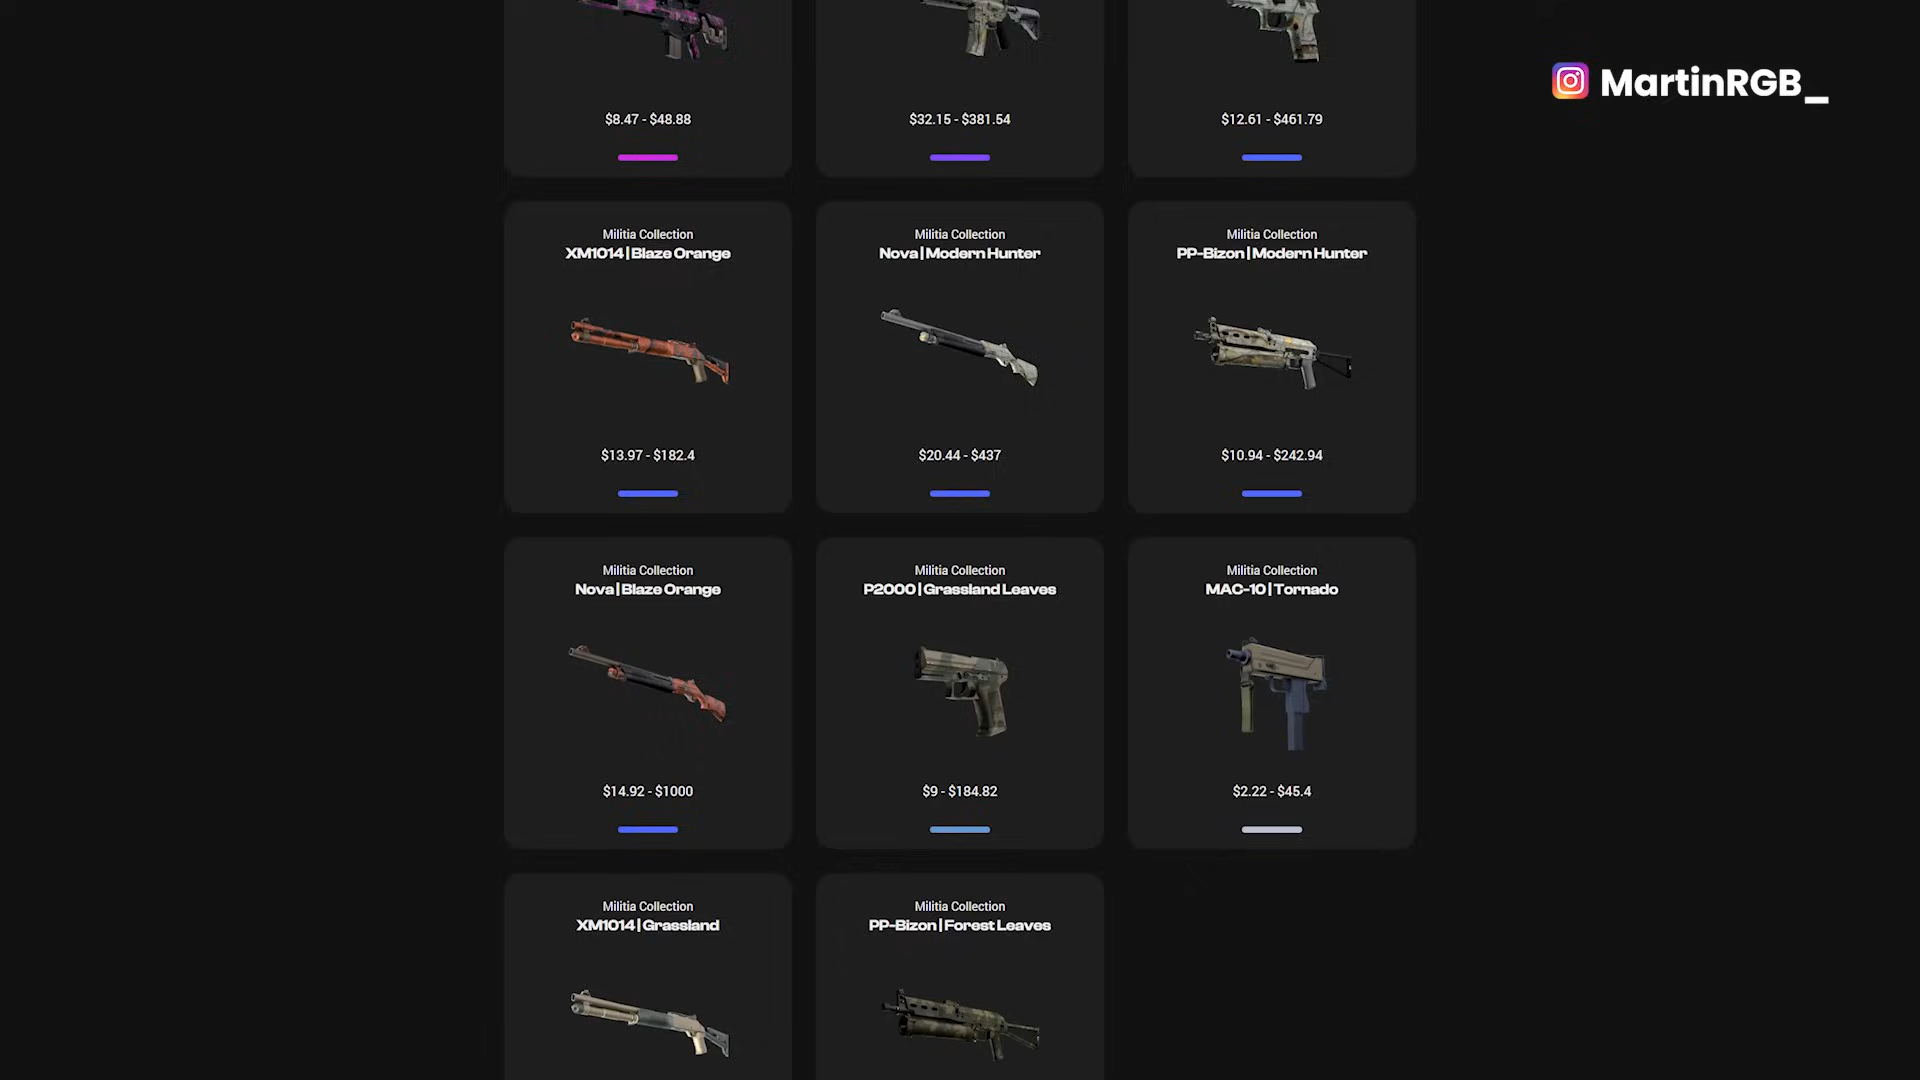 MartinRGB_
$8.47 - $48.88
$32.15 - $381.54
$12.61 - $461.79
Militia Collection
XM1014 | Blaze Orange
$13.97 - $182.4
Militia Collection
Nova | Modern Hunter
$20.44 - $437
Militia Collection
PP-Bizon | Modern Hunter
$10.94 - $242.94
Militia Collection
Nova | Blaze Orange
$14.92 - $1000
Militia Collection
P2000 | Grassland Leaves
$9 - $184.82
Militia Collection
MAC-10 | Tornado
$2.22 - $45.4
Militia Collection
XM1014 | Grassland
Militia Collection
PP-Bizon | Forest Leaves